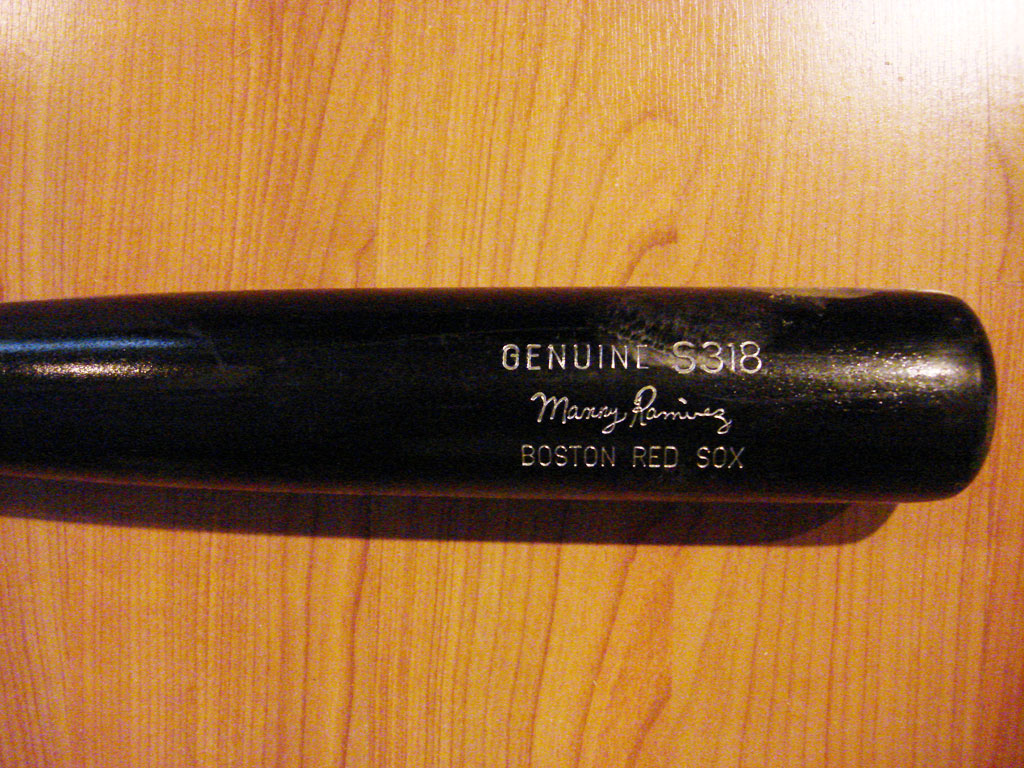 GENUINE S318
Manny Ramirez
BOSTON RED SOX